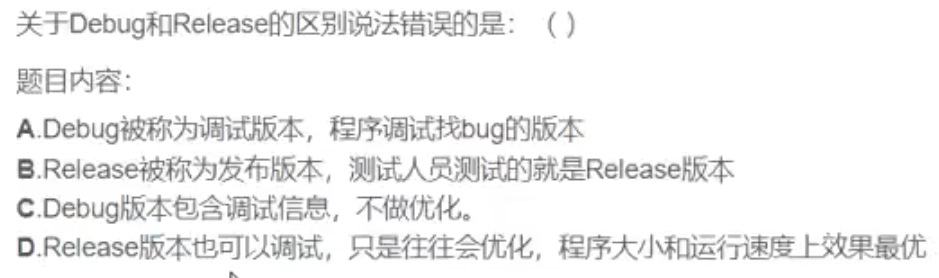 关于Debug和Release的区别说法错误的是：（ ）
题目内容：
A.Debug被称为调试版本，程序调试找bug的版本
B.Release被称为发布版本，测试人员测试的就是Release版本
C.Debug版本包含调试信息，不做优化。
D.Release版本也可以调试，只是往往会优化，程序大小和运行速度上效果最优